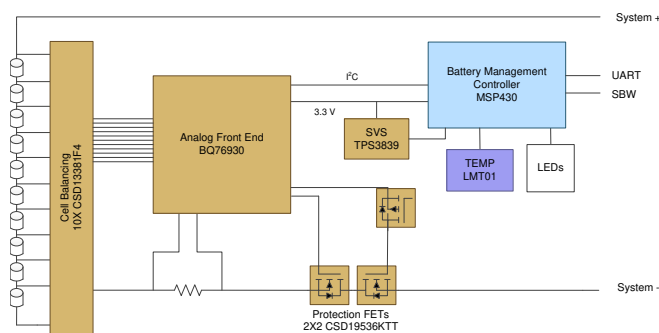 System +
Battery Management
Controller
MSP430
I²C
UART
SBW
3.3 V
Analog Front End
BQ76930
SVS
TPS3839
TEMP
LMT01
LEDs
Cell Balancing
10X CSD13381F4
System -
Protection FETs
2X2 CSD19536KTT